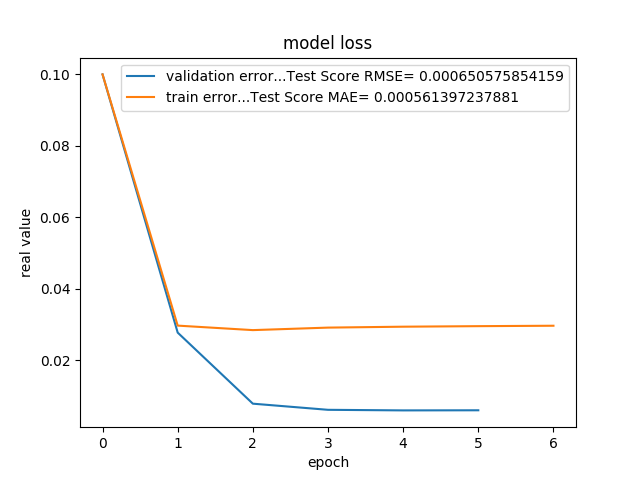 model loss
validation error...Test Score RMSE= 0.000650575854159
train error...Test Score MAE= 0.000561397237881
0.10
0.08
0.06
0.04
0.02
real value
0 1 2 3 4 5 6
epoch